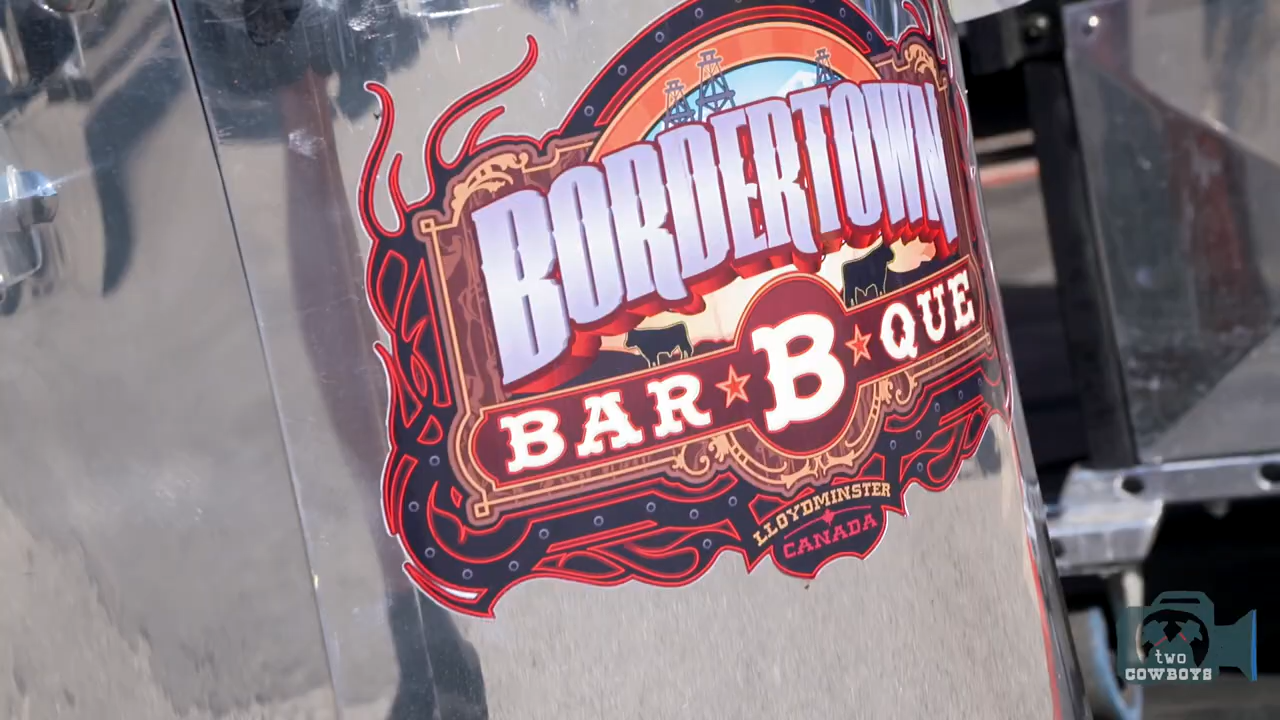 BORDERTOWN
BAR B QUE
LLOYDMINSTER
CANADA
two
COWBOYS